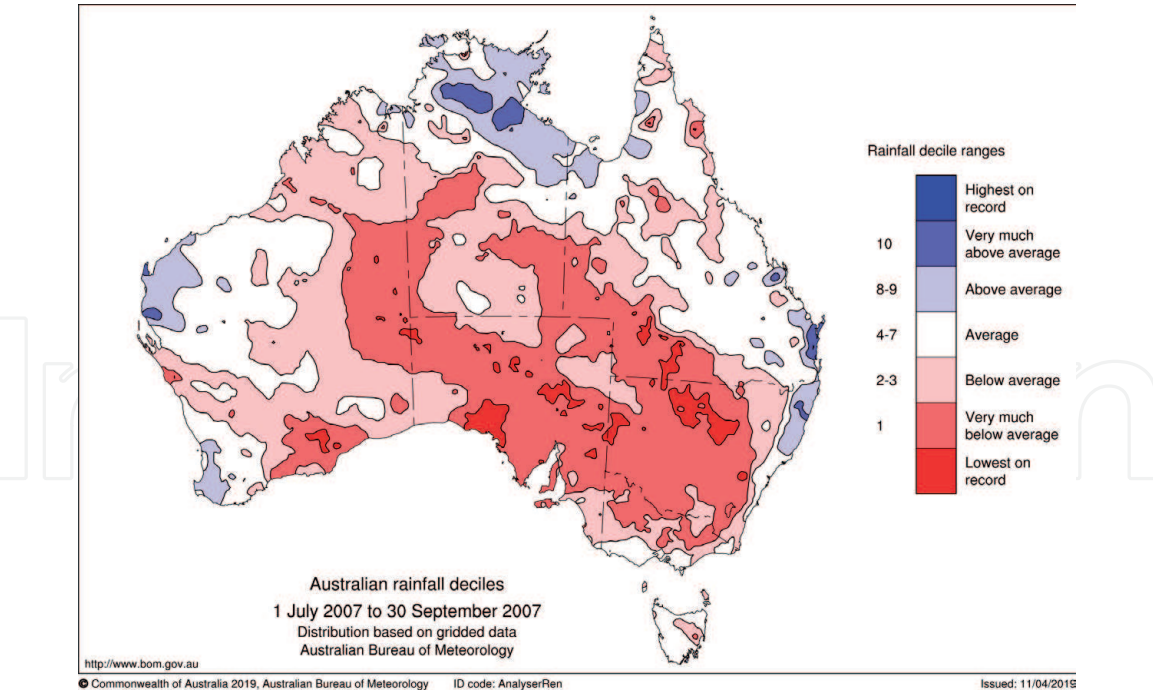 Rainfall decile ranges
Highest on
record
10
Very much
above average
8-9
Above average
4-7
Average
2-3
Below average
1
Very much
below average
Lowest on
record
Australian rainfall deciles
1 July 2007 to 30 September 2007
Distribution based on gridded data
Australian Bureau of Meteorology
http://www.bom.gov.au
© Commonwealth of Australia 2019, Australian Bureau of Meteorology ID code: AnalyserRen Issued: 11/04/2019